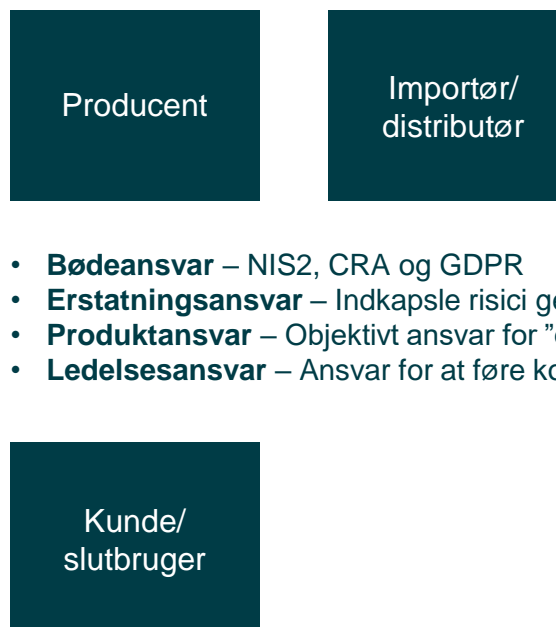 Producent
Importør/
distributør
• Bødeansvar – NIS2, CRA og GDPR
• Erstatningsansvar – Indkapsle risici
• Produktansvar – Objektivt ansvar for
• Ledelsesansvar – Ansvar for at føre
Kunde/
slutbruger